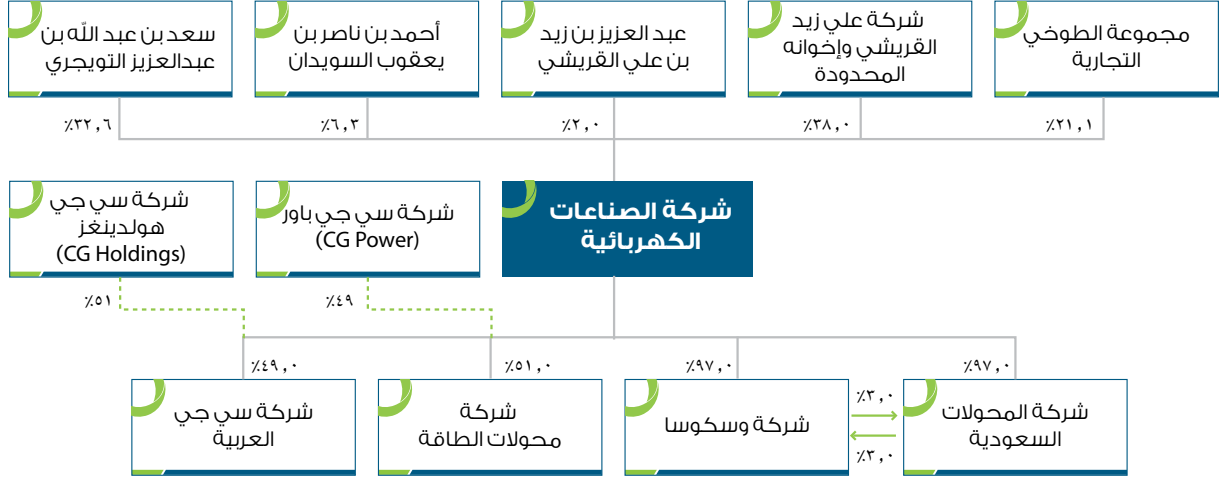 مجموعة الطوخي
التجارية
شركة علي زيد
القريشي وإخوانه
المحدودة
عبد العزيز بن زيد
بن علي القريشي
أحمد بن ناصر بن
يعقوب السويدان
سعد بن عبد الله بن
عبدالعزيز التويجري
٪٢١,١
٪٣٨,٠
٪٢,٠
٪٦,٣
٪٣٢,٦
شركة الصناعات
الكهربائية
شركة سي جي باور
(CG Power)
شركة سي جي
هولدينغز
(CG Holdings)
٪٤٩
٪٥١
٪٩٧,٠
٪٩٧,٠
٪٥١,٠
٪٤٩,٠
شركة المحولات
السعودية
٪٣,٠
٪٣,٠
شركة وسكوسا
شركة
محولات الطاقة
شركة سي جي
العربية